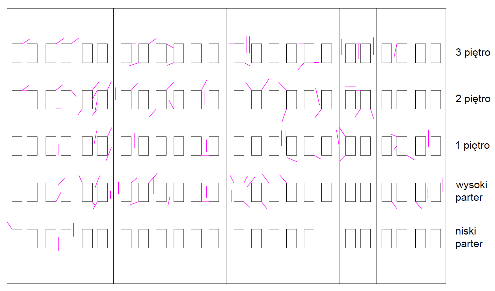 3 piętro
2 piętro
1 piętro
wysoki
parter
niski
parter